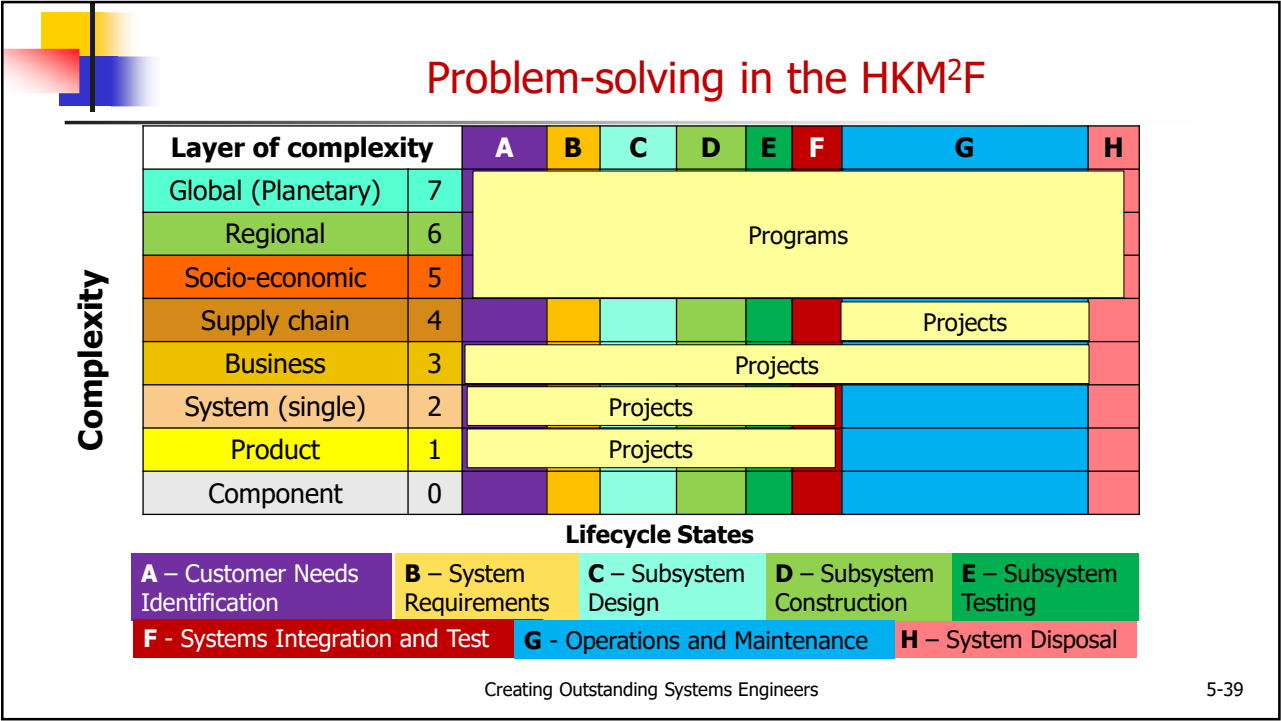 Problem-solving in the HKM²F
Layer of complexity A B C D E F G H
Global (Planetary) 7
Regional 6 Programs
Socio-economic 5
Supply chain 4 Projects
Business 3 Projects
System (single) 2 Projects
Product 1 Projects
Component 0
Complexity
Lifecycle States
A – Customer Needs
Identification
B – System
Requirements
C – Subsystem
Design
D – Subsystem
Construction
E – Subsystem
Testing
F - Systems Integration and Test
G - Operations and Maintenance
H – System Disposal
Creating Outstanding Systems Engineers
5-39